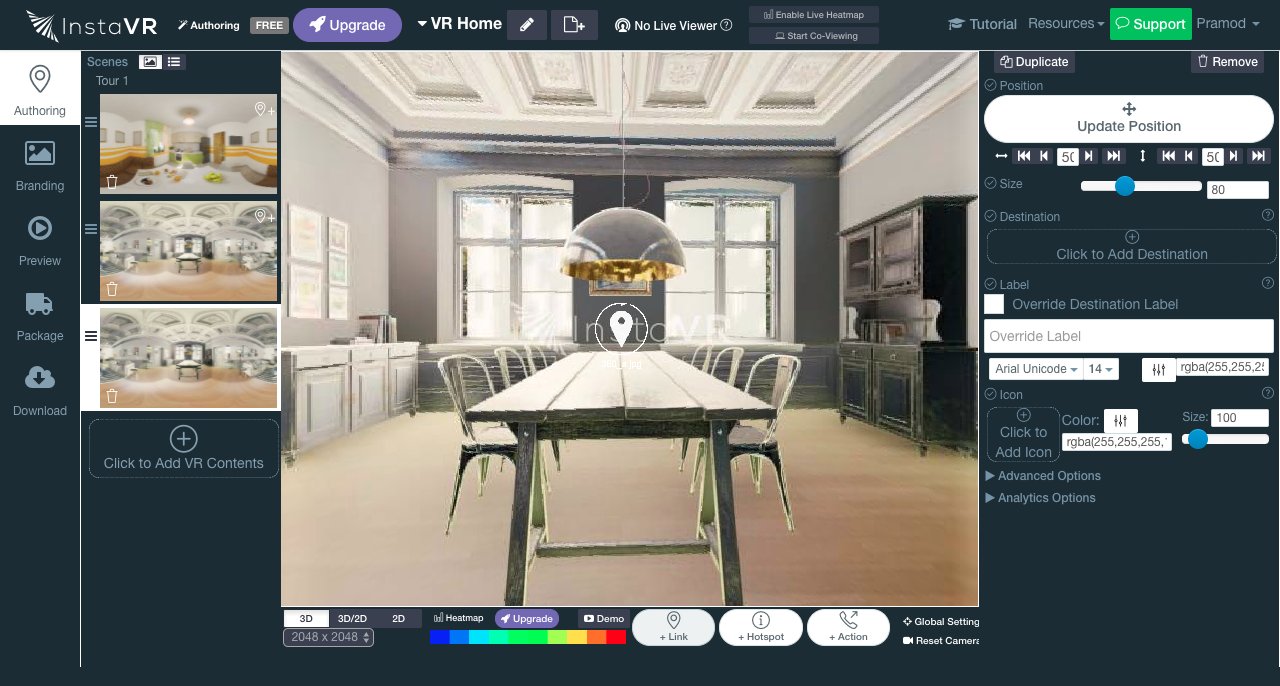 InstaVR
Authoring
FREE
Upgrade
VR Home
No Live Viewer
Enable Live Heatmap
Start Co-Viewing
Tutorial
Resources
Support
Pramod
Authoring
Branding
Preview
Package
Download
Scenes
Tour 1
Click to Add VR Contents
InstaVR
3D
3D/2D
2D
2048 x 2048
Heatmap
Upgrade
Demo
+ Link
+ Hotspot
+ Action
Global Setting
Reset Camera
Duplicate
Remove
Position
Update Position
50
50
Size
80
Destination
Click to Add Destination
Label
Override Destination Label
Override Label
Arial Unicode
14
rgba(255,255,25
Icon
Click to
Add Icon
Color:
rgba(255,255,255,
Size:
100
Advanced Options
Analytics Options